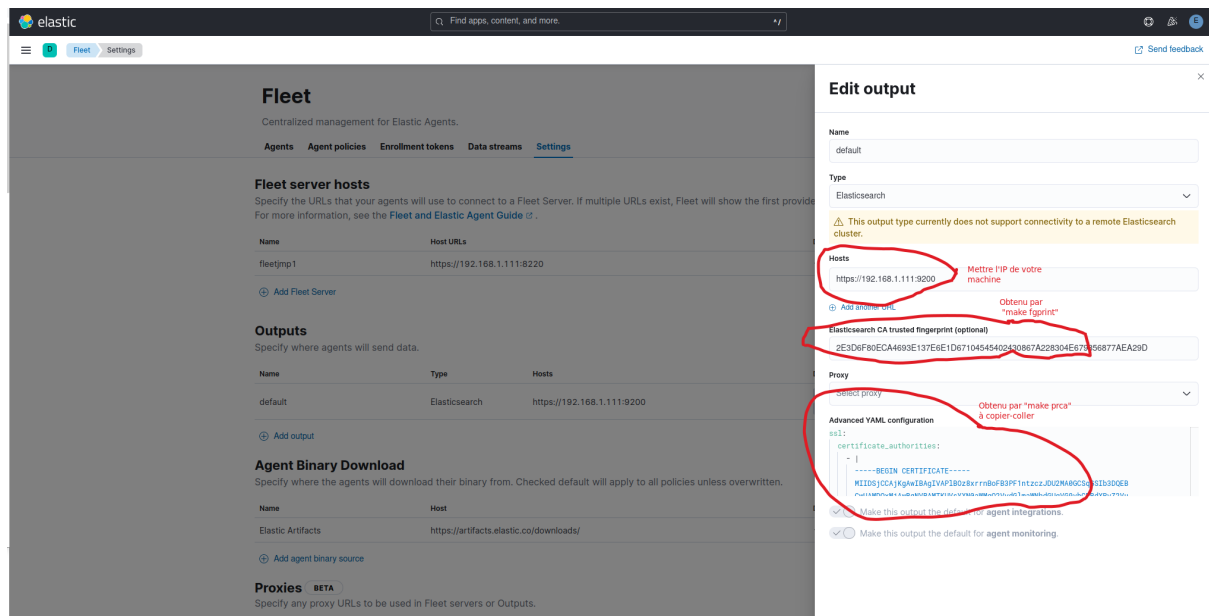 elastic
Find apps, content, and more.
^/
E
D
Fleet
Settings
Send feedback
Fleet
Centralized management for Elastic Agents.
Agents
Agent policies
Enrollment tokens
Data streams
Settings
Fleet server hosts
Specify the URLs that your agents will use to connect to a Fleet Server. If multiple URLs exist, Fleet will show the first provide
For more information, see the Fleet and Elastic Agent Guide.
Name
Host URLs
fleetjmp1
https://192.168.1.111:8220
Add Fleet Server
Outputs
Specify where agents will send data.
Name
Type
Hosts
default
Elasticsearch
https://192.168.1.111:9200
Add output
Agent Binary Download
Specify where the agents will download their binary from. Checked default will apply to all policies unless overwritten.
Name
Host
Elastic Artifacts
https://artifacts.elastic.co/downloads/
Add agent binary source
Proxies
BETA
Specify any proxy URLs to be used in Fleet servers or Outputs.
Edit output
Name
default
Type
Elasticsearch
This output type currently does not support connectivity to a remote Elasticsearch
cluster.
Hosts
https://192.168.1.111:9200
Mettre l'IP de votre
machine
Add another URL
Obtenu par
"make fgprint"
Elasticsearch CA trusted fingerprint (optional)
Proxy
Select proxy
Obtenu par "make prca"
à copier-coller
Advanced YAML configuration
ssl:
certificate_authorities:
- |
-----BEGIN CERTIFICATE-----
Make this output the default for agent integrations.
Make this output the default for agent monitoring.